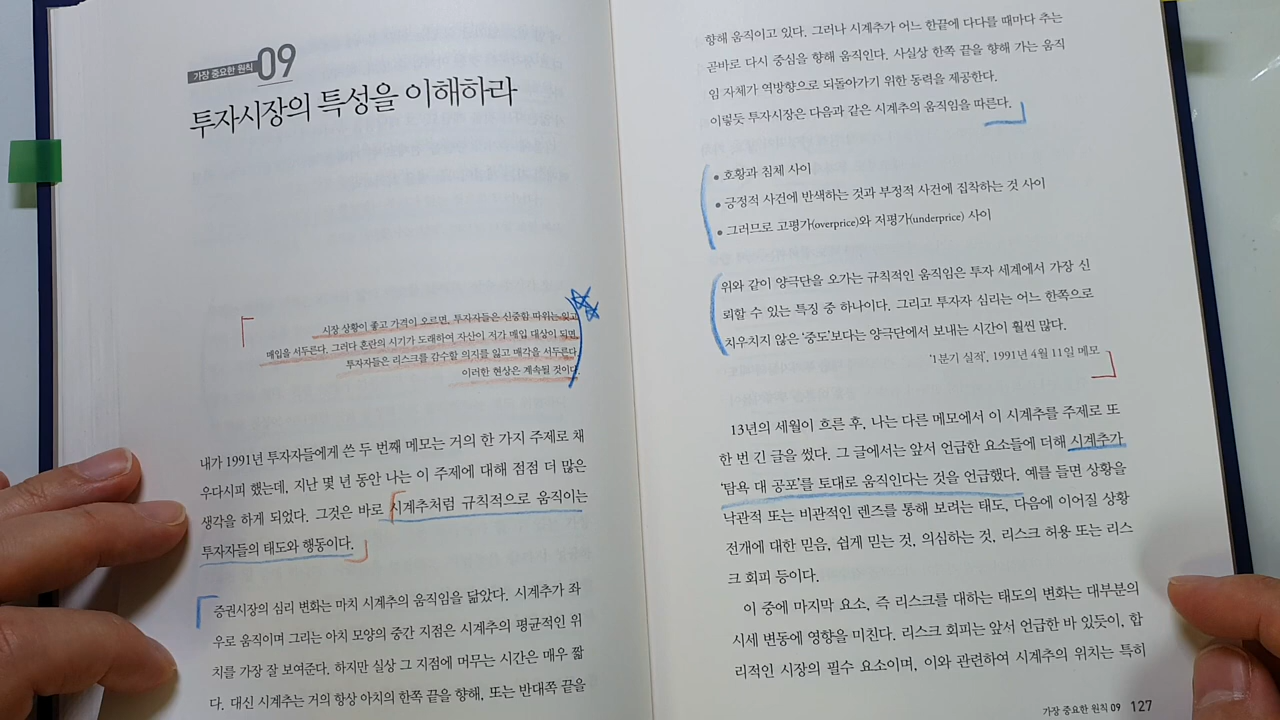 가장 중요한 원칙 09
투자시장의 특성을 이해하라
시장 상황이 좋고 가격이 오르면, 투자자들은 신중함 따위는 잊고
매입을 서두른다. 그러다 혼란의 시기가 도래하여 자산이 저가 매입 대상이 되면,
투자자들은 리스크를 감수할 의지를 잃고 매각을 서두른다.
이러한 현상은 계속될 것이다.
내가 1991년 투자자들에게 쓴 두 번째 메모는 거의 한 가지 주제로 채
우다시피 했는데, 지난 몇 년 동안 나는 이 주제에 대해 점점 더 많은
생각을 하게 되었다. 그것은 바로 시계추처럼 규칙적으로 움직이는
투자자들의 태도와 행동이다.
증권시장의 심리 변화는 마치 시계추의 움직임을 닮았다. 시계추가 좌
우로 움직이며 그리는 아치 모양의 중간 지점은 시계추의 평균적인 위
치를 가장 잘 보여준다. 하지만 실상 그 지점에 머무는 시간은 매우 짧
다. 대신 시계추는 거의 항상 아치의 한쪽 끝을 향해, 또는 반대쪽 끝을
향해 움직이고 있다. 그러나 시계추가 어느 한끝에 다다를 때마다 추는
곧바로 다시 중심을 향해 움직인다. 사실상 한쪽 끝을 향해 가는 움직
임 자체가 역방향으로 되돌아가기 위한 동력을 제공한다.
이렇듯 투자시장은 다음과 같은 시계추의 움직임을 따른다.
• 호황과 침체 사이
• 긍정적 사건에 반색하는 것과 부정적 사건에 집착하는 것 사이
• 그러므로 고평가(overprice)와 저평가(underprice) 사이
위와 같이 양극단을 오가는 규칙적인 움직임은 투자 세계에서 가장 신
뢰할 수 있는 특징 중 하나이다. 그리고 투자자 심리는 어느 한쪽으로
치우치지 않은 '중도'보다는 양극단에서 보내는 시간이 훨씬 많다.
'1분기 실적', 1991년 4월 11일 메모
13년의 세월이 흐른 후, 나는 다른 메모에서 이 시계추를 주제로 또
한 번 긴 글을 썼다. 그 글에서는 앞서 언급한 요소들에 더해 시계추가
'탐욕 대 공포'를 토대로 움직인다는 것을 언급했다. 예를 들면 상황을
낙관적 또는 비관적인 렌즈를 통해 보려는 태도, 다음에 이어질 상황
전개에 대한 믿음, 쉽게 믿는 것, 의심하는 것, 리스크 허용 또는 리스
크 회피 등이다.
이 중에 마지막 요소, 즉 리스크를 대하는 태도의 변화는 대부분의
시세 변동에 영향을 미친다. 리스크 회피는 앞서 언급한 바 있듯이, 합
리적인 시장의 필수 요소이며, 이와 관련하여 시계추의 위치는 특히
가장 중요한 원칙 09 127